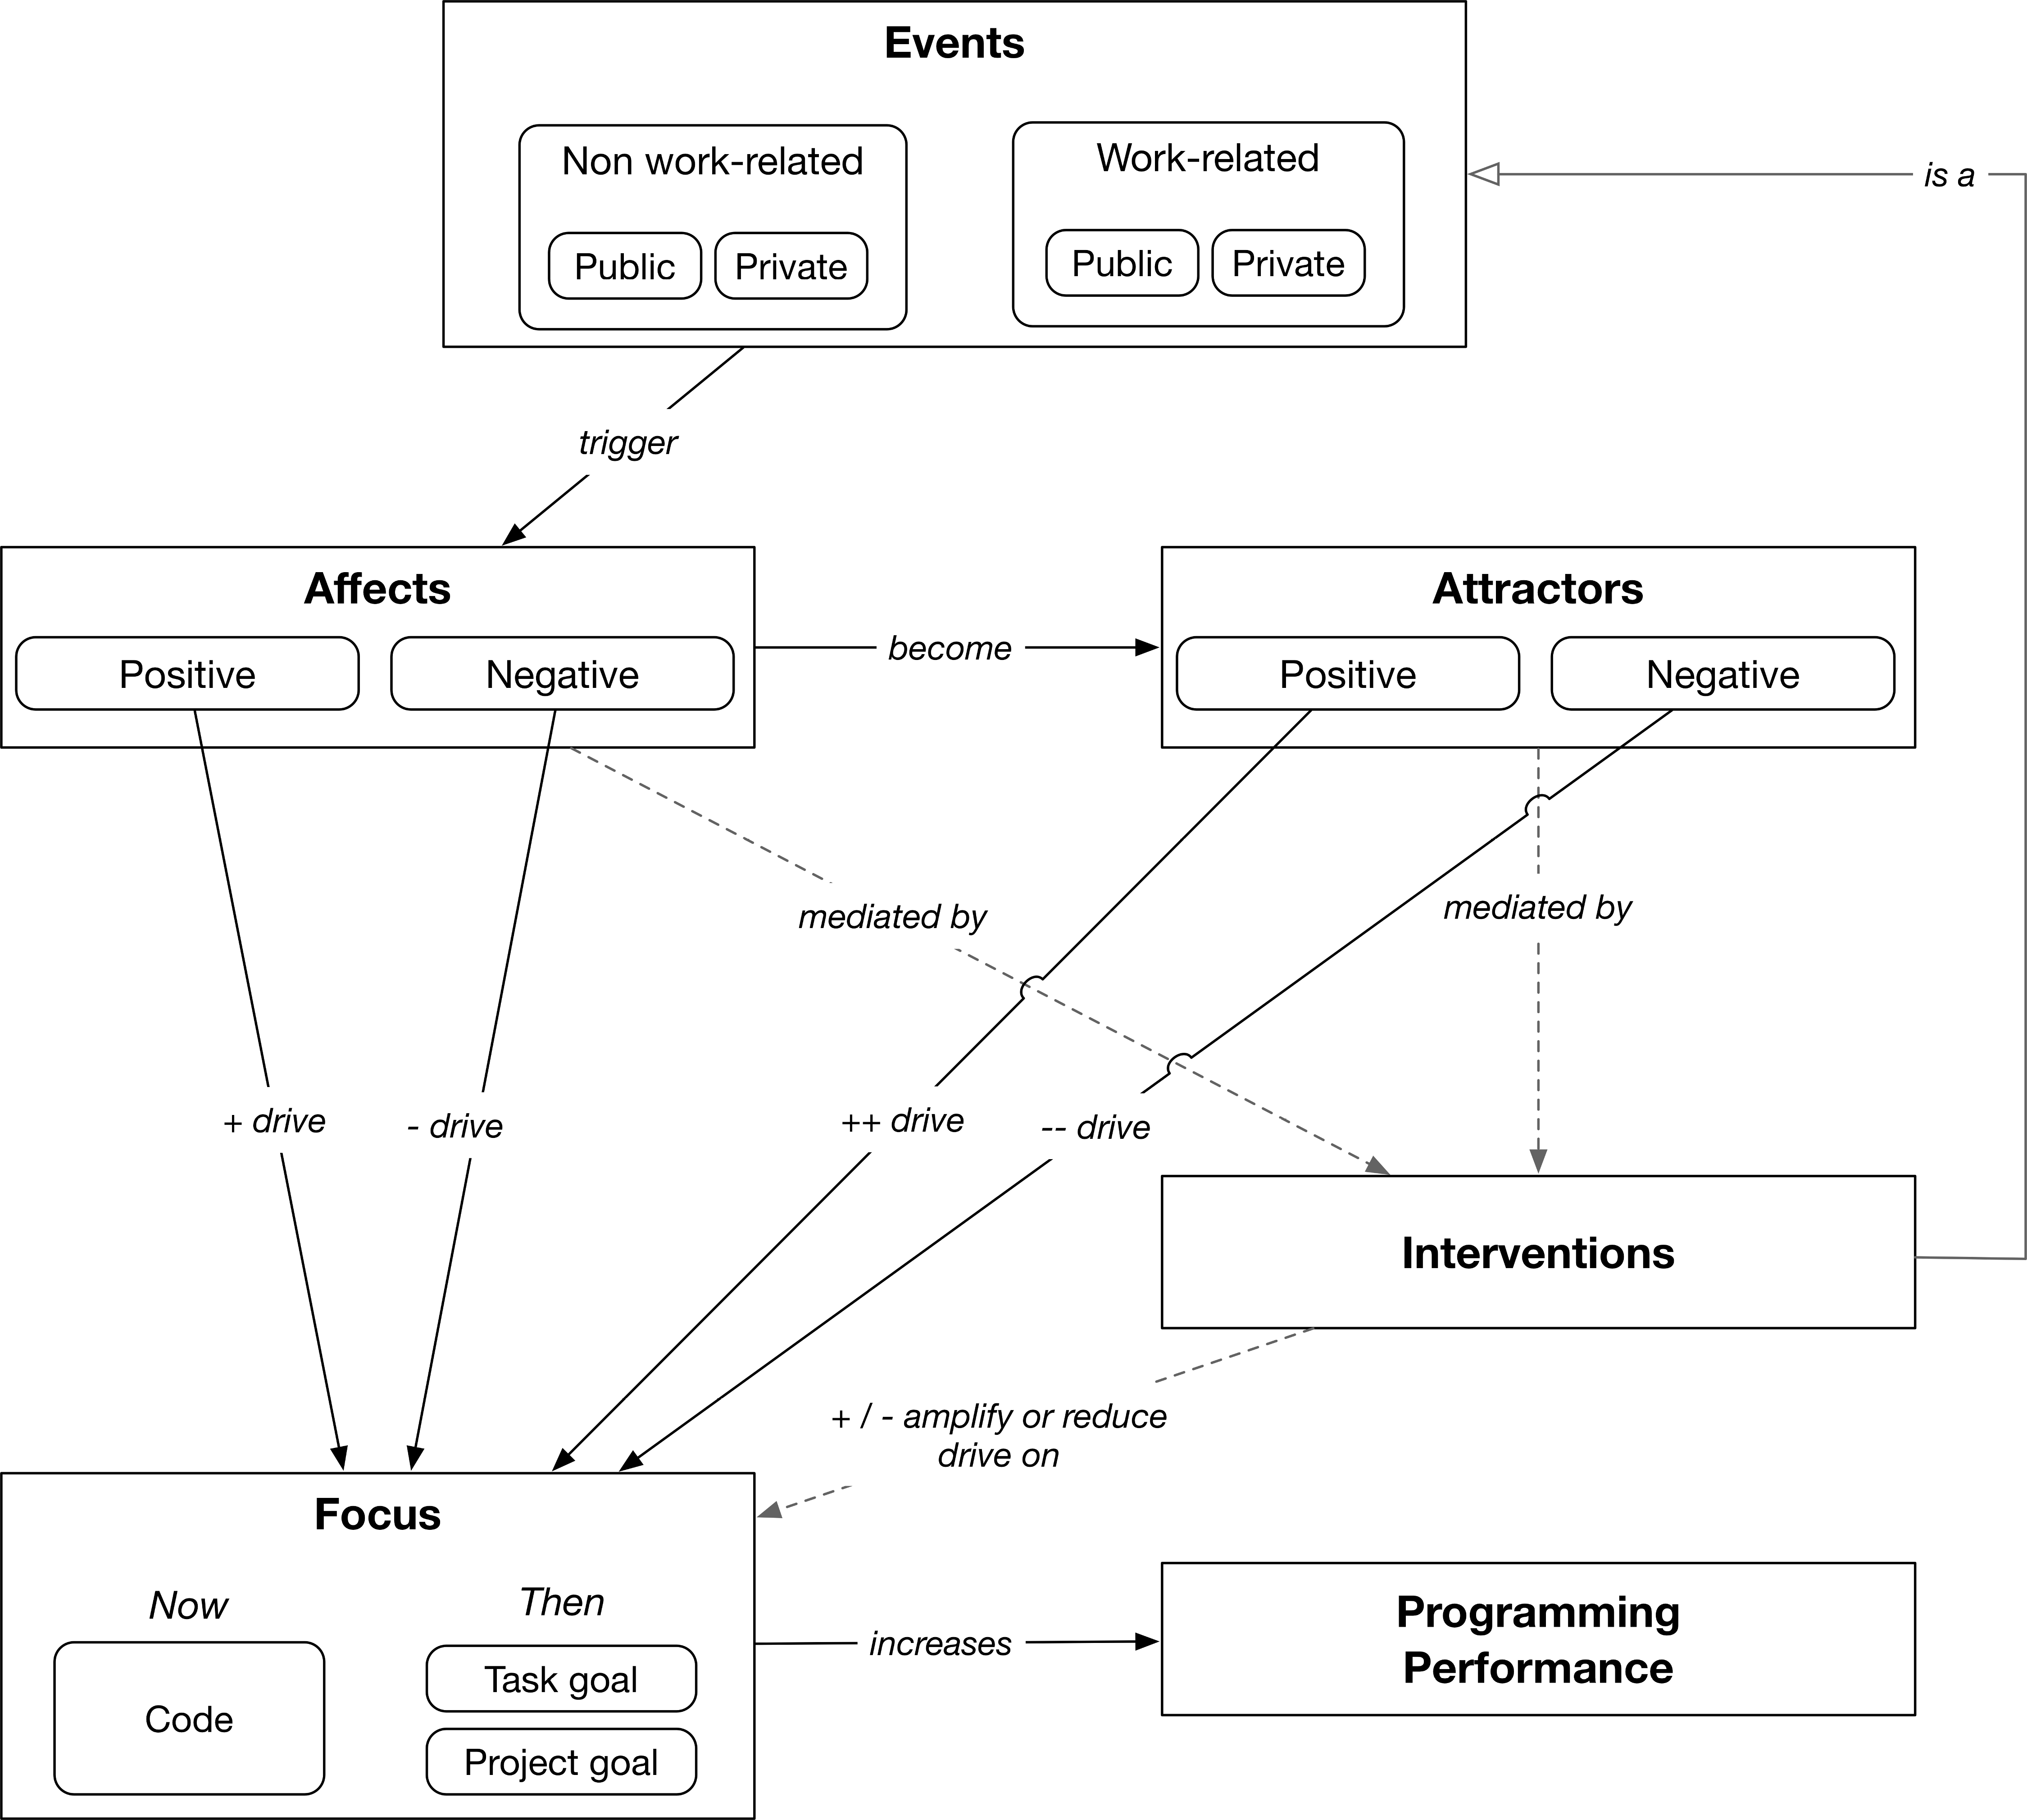 Events
Non work-related
Work-related
Public
Private
Public
Private
is a
trigger
Affects
Positive
Negative
become
Attractors
Positive
Negative
mediated by
mediated by
+ drive
- drive
++ drive
-- drive
Interventions
+ / - amplify or reduce
drive on
Focus
Now
Then
Code
Task goal
Project goal
increases
Programming
Performance